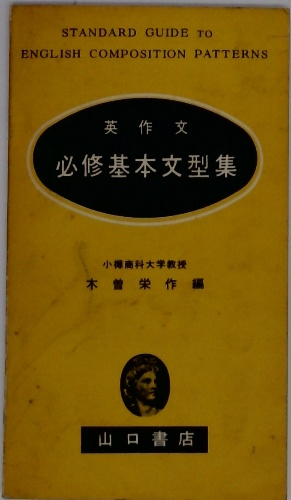 STANDARD GUIDE TO
ENGLISH COMPOSITION PATTERNS
英作文
必修基本文型集
小樽商科大学教授
木曽栄作編
山口書店